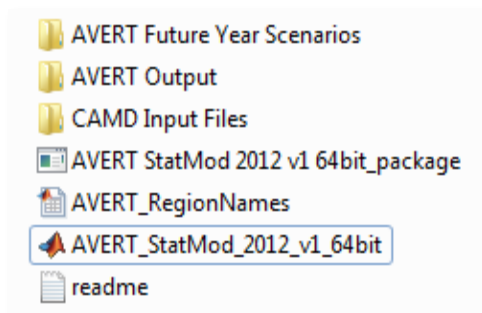 AVERT Future Year Scenarios
AVERT Output
CAMD Input Files
AVERT StatMod 2012 v1 64bit_package
AVERT_RegionNames
AVERT_StatMod_2012_v1_64bit
readme